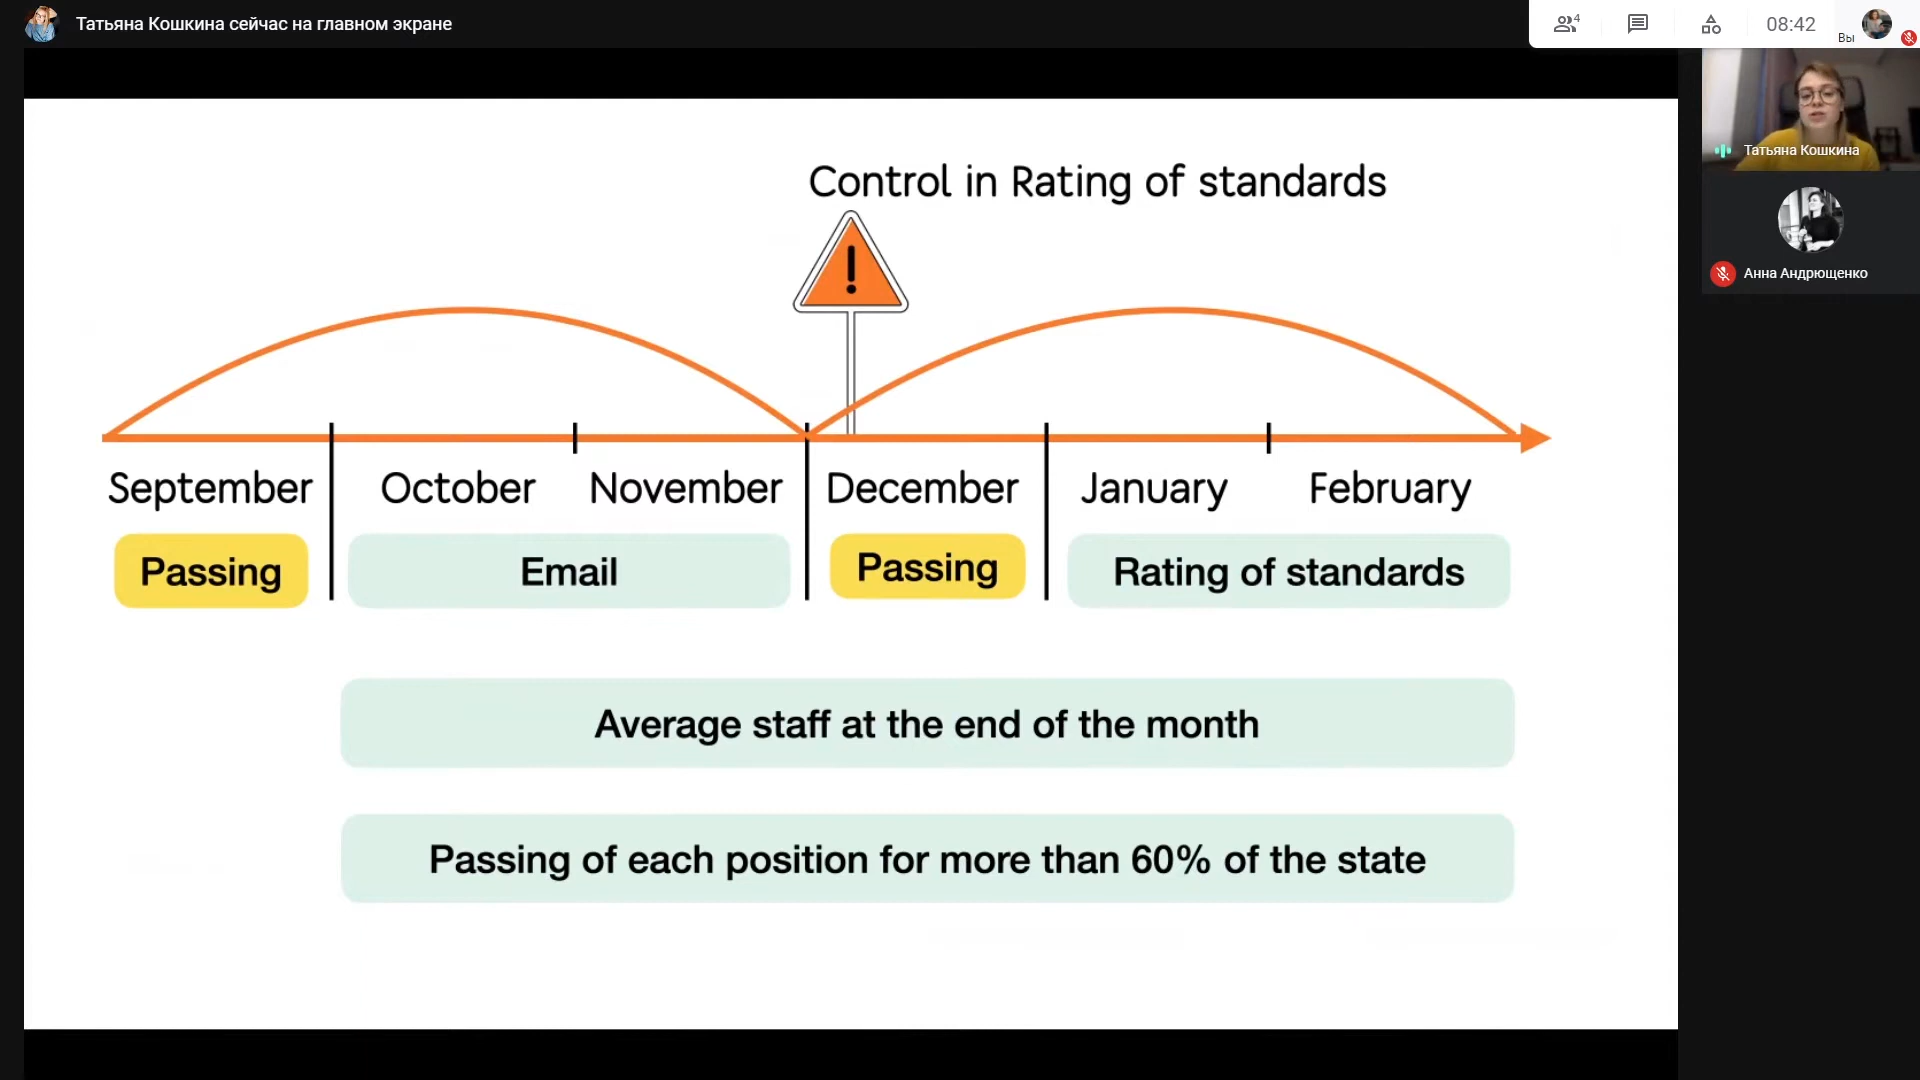 Татьяна Кошкина сейчас на главном экране
4
08:42
Вы
Татьяна Кошкина
Анна Андрющенко
Control in Rating of standards
!
September
October
November
December
January
February
Passing
Email
Passing
Rating of standards
Average staff at the end of the month
Passing of each position for more than 60% of the state